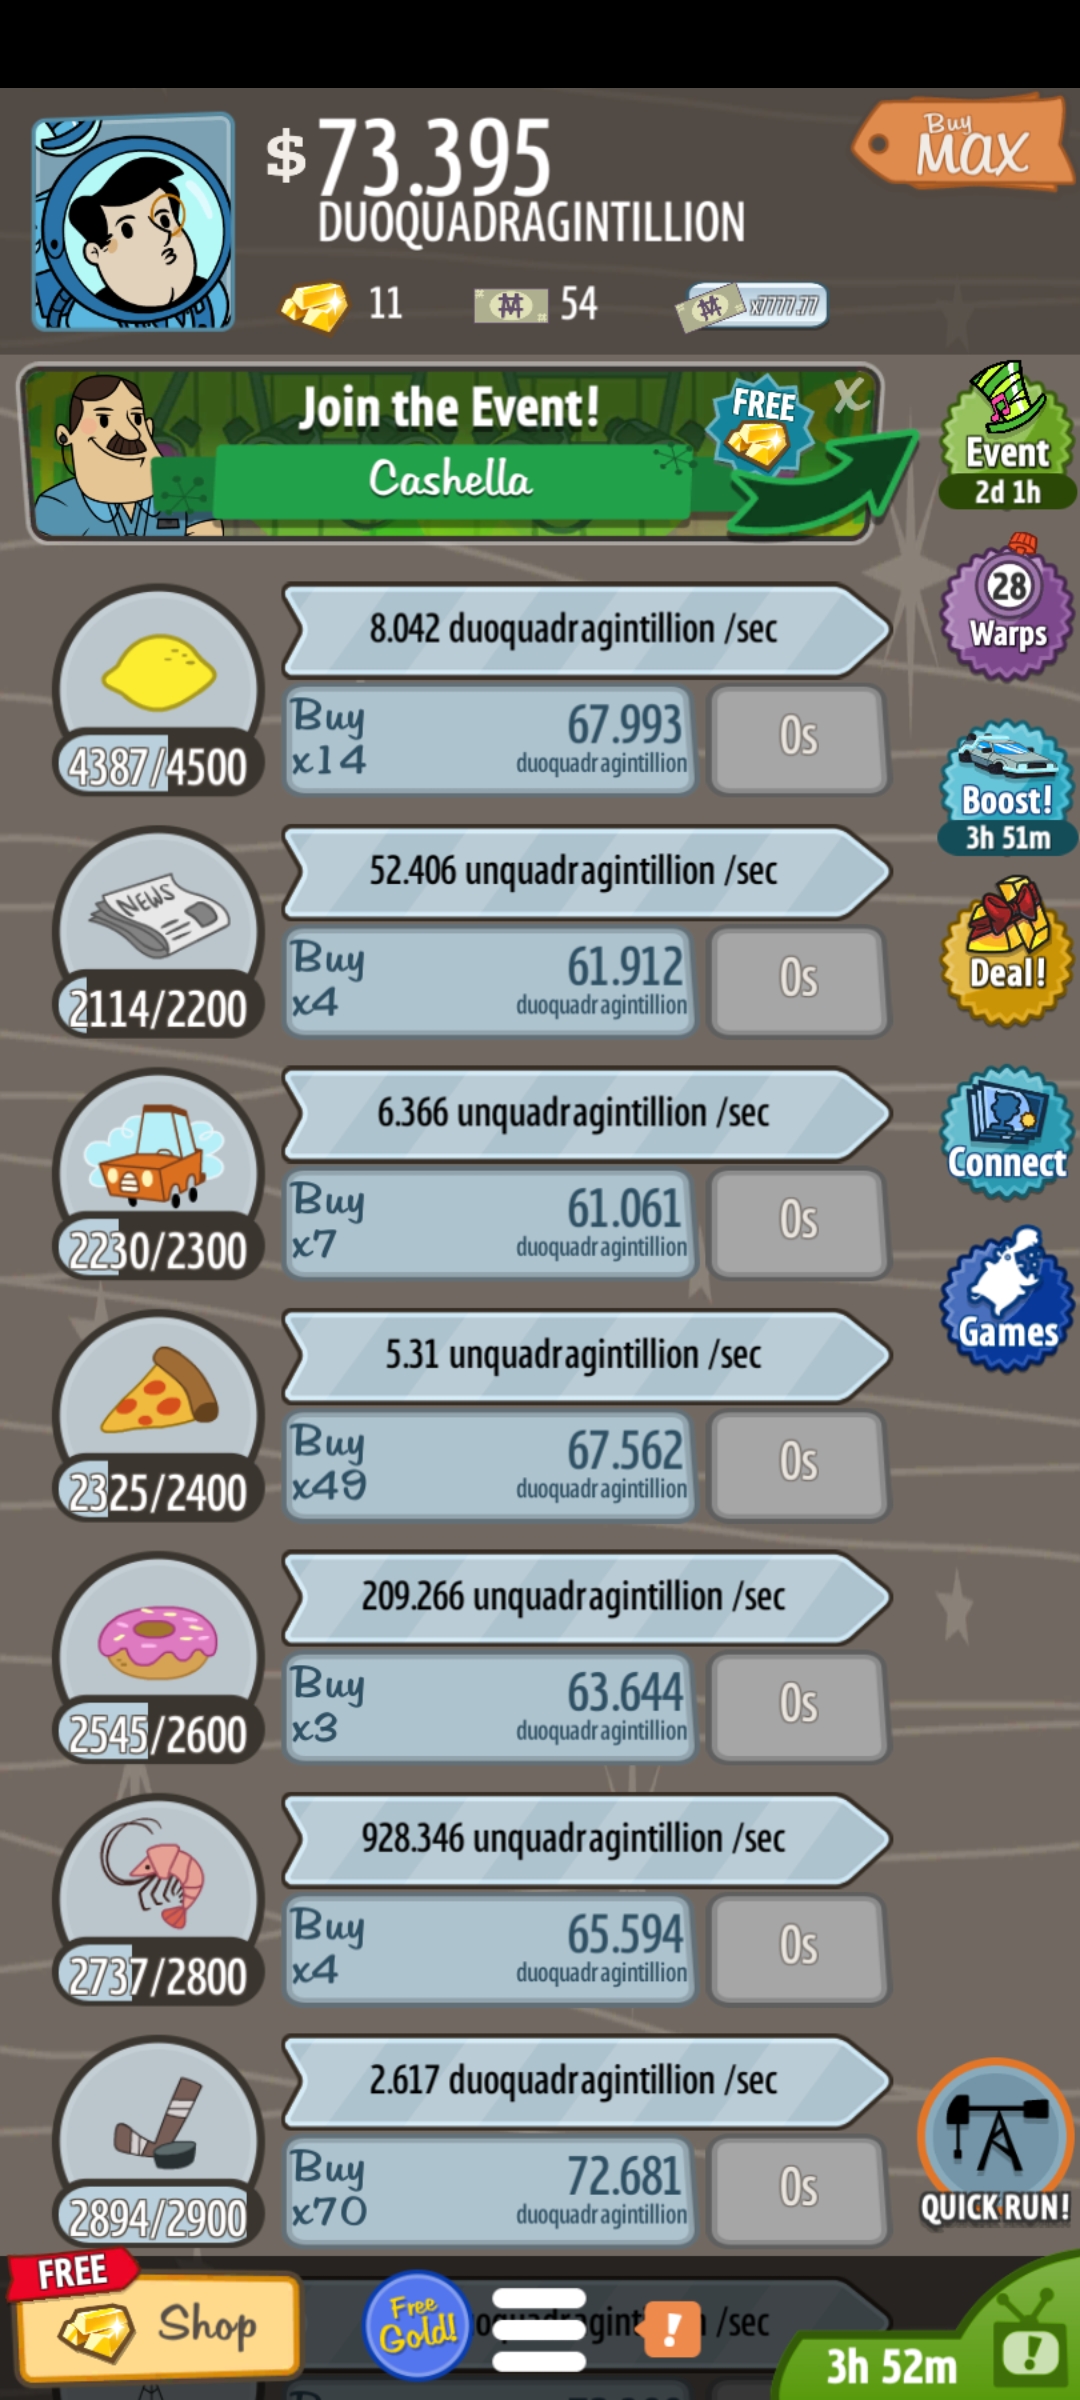 $73.395
DUOQUADRAGINTILLION
Buy
MAX
11
54
x7777.77
Join the Event!
FREE
X
Cashella
Event
2d 1h
28
Warps
8.042 duoquadragintillion /sec
Buy
x14
67.993
duoquadragintillion
0s
4387/4500
Boost!
3h 51m
NEWS
52.406 unquadragintillion /sec
Buy
x4
61.912
duoquadragintillion
0s
2114/2200
Deal!
6.366 unquadragintillion /sec
Buy
x7
61.061
duoquadragintillion
0s
2230/2300
Connect
5.31 unquadragintillion /sec
Buy
x49
67.562
duoquadragintillion
0s
2325/2400
Games
209.266 unquadragintillion /sec
Buy
x3
63.644
duoquadragintillion
0s
2545/2600
928.346 unquadragintillion /sec
Buy
x4
65.594
duoquadragintillion
0s
2737/2800
2.617 duoquadragintillion /sec
Buy
x70
72.681
duoquadragintillion
0s
2894/2900
QUICK RUN!
FREE
Shop
Free
Gold!
!
/sec
3h 52m
!